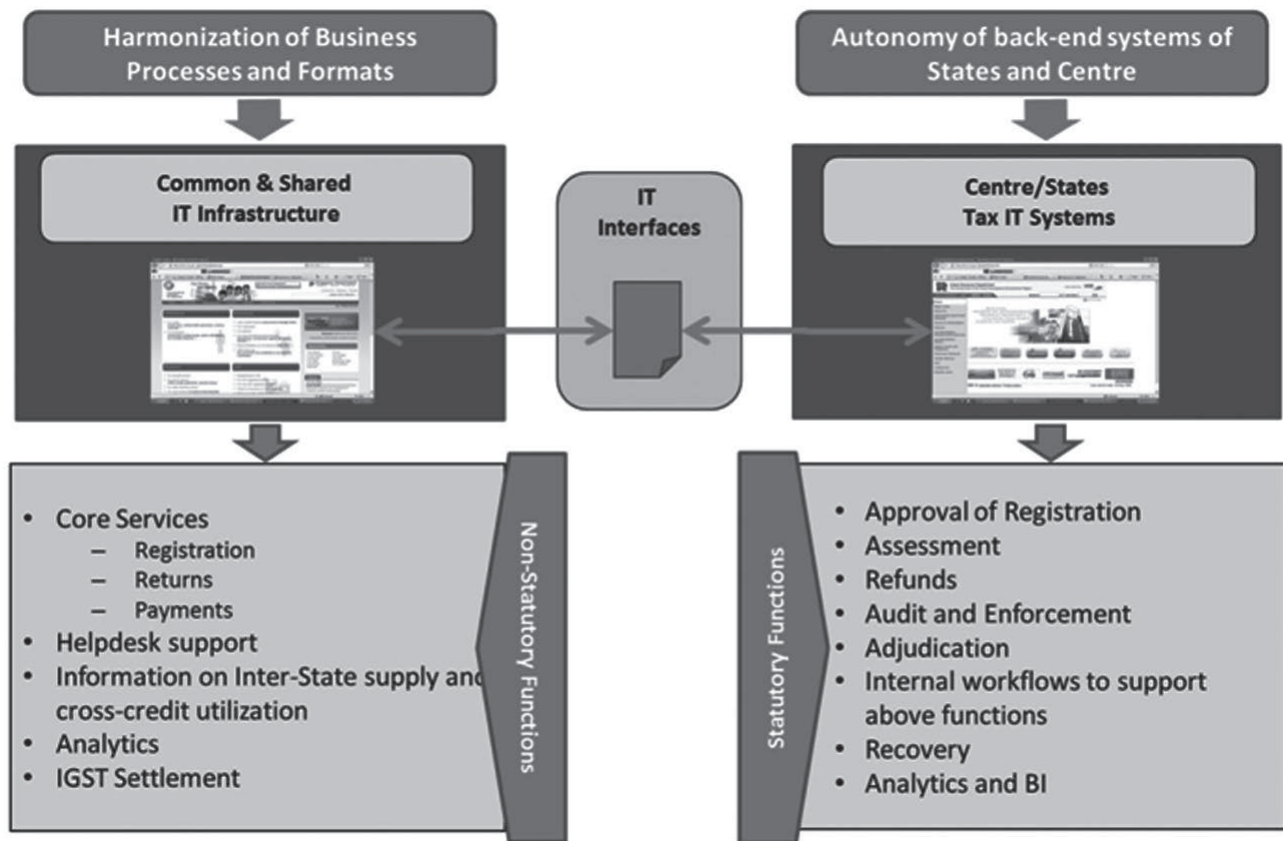 Harmonization of Business
Processes and Formats
Autonomy of back-end systems of
States and Centre
Common & Shared
IT Infrastructure
IT
Interfaces
Centre/States
Tax IT Systems
• Core Services
– Registration
– Returns
– Payments
• Helpdesk support
• Information on Inter-State supply and
cross-credit utilization
• Analytics
• IGST Settlement
Non-Statutory Functions
Statutory Functions
• Approval of Registration
• Assessment
• Refunds
• Audit and Enforcement
• Adjudication
• Internal workflows to support
above functions
• Recovery
• Analytics and BI